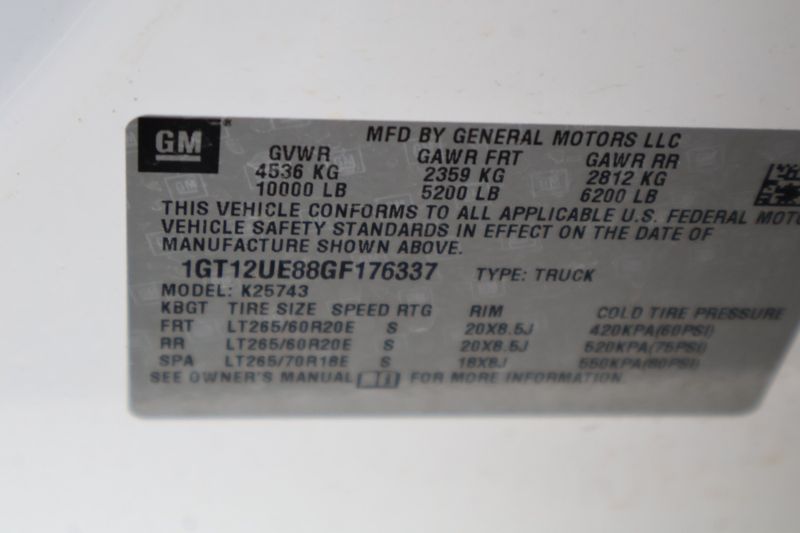 GM
MFD BY GENERAL MOTORS LLC
GVWR GAWR FRT GAWR RR
4536 KG 2359 KG 2812 KG
10000 LB 5200 LB 6200 LB
THIS VEHICLE CONFORMS TO ALL APPLICABLE U.S. FEDERAL MOTO
VEHICLE SAFETY STANDARDS IN EFFECT ON THE DATE OF
MANUFACTURE SHOWN ABOVE.
1GT12UE88GF176337 TYPE: TRUCK
MODEL: K25743
KBGT TIRE SIZE SPEED RTG RIM COLD TIRE PRESSURE
FRT LT265/60R20E S 20X8.5J 420KPA(60PSI)
RR LT265/60R20E S 20X8.5J 520KPA(75PSI)
SPA LT265/70R18E S 18X8J 550KPA(80PSI)
SEE OWNER'S MANUAL FOR MORE INFORMATION